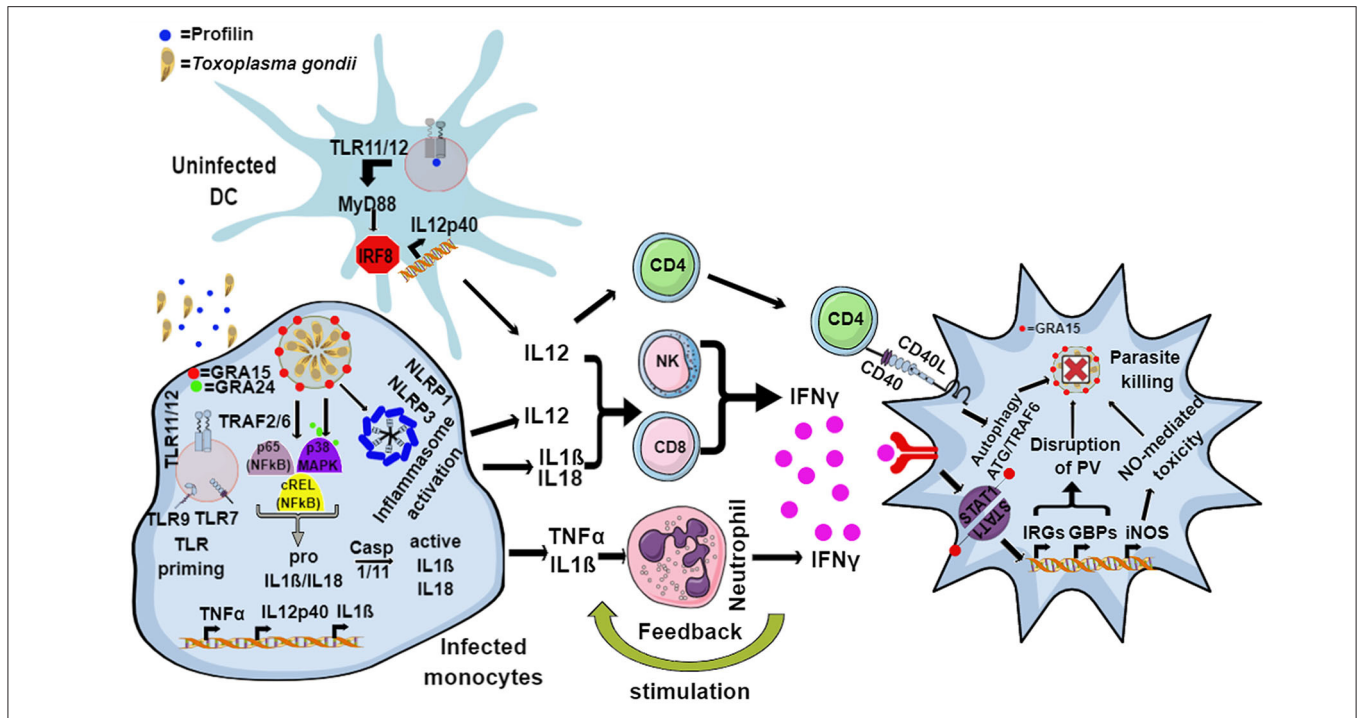 =Profilin
=Toxoplasma gondii
Uninfected
DC
TLR11/12
MyD88
IL12p40
IRF8
=GRA15
=GRA24
TLR11/12
TRAF2/6
p65
(NFkB)
p38
MAPK
cREL
(NFkB)
NLRP1
NLRP3
Inflammasome
activation
TLR9 TLR7
TLR
priming
pro
IL1ß/IL18
Casp
1/11
active
IL1ß
IL18
TNFα
IL12p40
IL1ß
Infected
monocytes
IL12
IL12
IL1ß
IL18
TNFα
IL1ß
CD4
NK
CD8
Neutrophil
Feedback
stimulation
IFNγ
IFNγ
CD4
CD40L
CD40
=GRA15
Parasite
killing
Autophagy
ATG/TRAF6
Disruption
of PV
NO-mediated
toxicity
STAT1
STAT1
IRGs GBPs iNOS